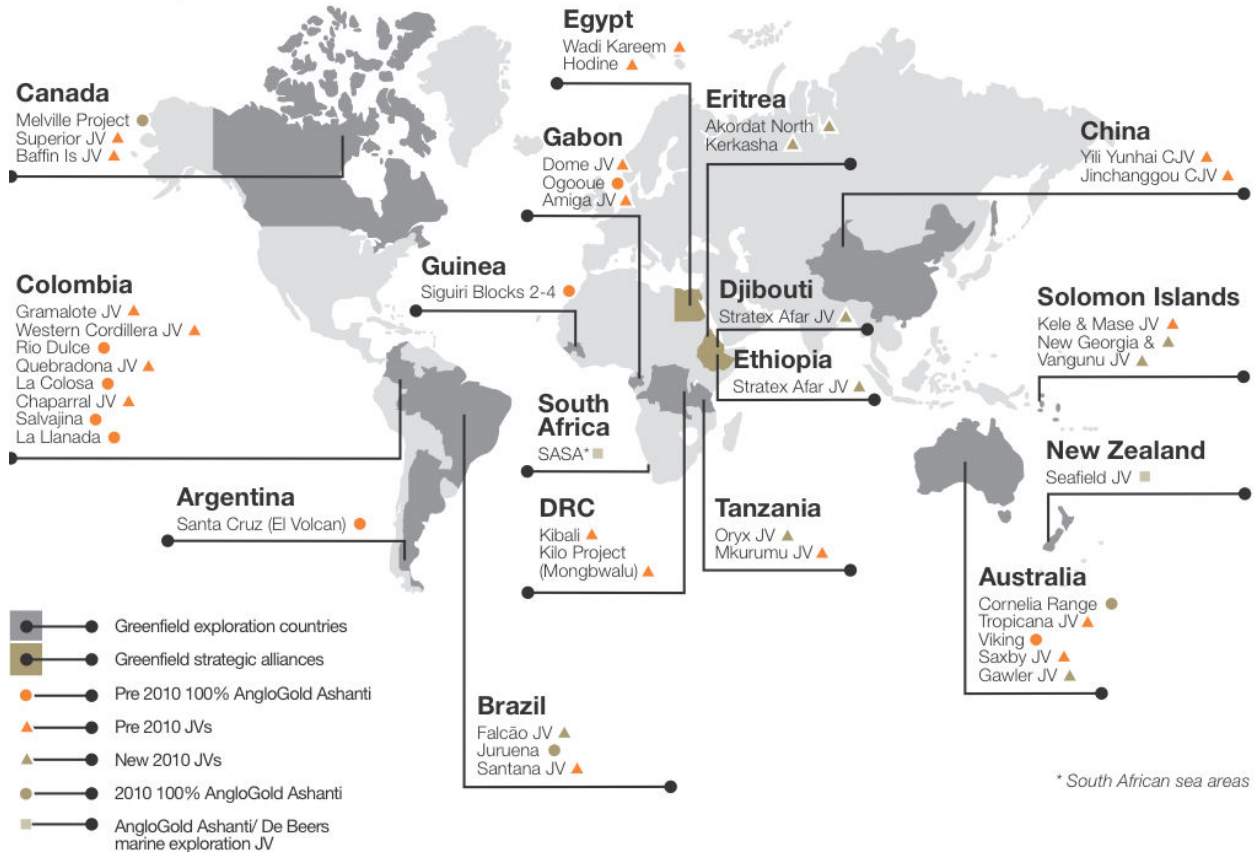 Egypt
Wadi Kareem
Hodine
Canada
Melville Project
Superior JV
Baffin Is JV
Eritrea
Akordat North
Kerkasha
Gabon
Dome JV
Ogooue
Amiga JV
China
Yili Yunhai CJV
Jinchanggou CJV
Colombia
Gramalote JV
Western Cordillera JV
Rio Dulce
Quebradona JV
La Colosa
Chaparral JV
Salvajina
La Llanada
Guinea
Siguiri Blocks 2-4
Djibouti
Stratex Afar JV
Ethiopia
Stratex Afar JV
Solomon Islands
Kele & Mase JV
New Georgia &
Vangunu JV
South
Africa
SASA*
New Zealand
Seafield JV
Argentina
Santa Cruz (El Volcan)
DRC
Kibali
Kilo Project
(Mongbwalu)
Tanzania
Oryx JV
Mkurumu JV
Australia
Cornelia Range
Tropicana JV
Viking
Saxby JV
Gawler JV
Brazil
Falcão JV
Juruena
Santana JV
Greenfield exploration countries
Greenfield strategic alliances
Pre 2010 100% AngloGold Ashanti
Pre 2010 JVs
New 2010 JVs
2010 100% AngloGold Ashanti
AngloGold Ashanti/ De Beers
marine exploration JV
* South African sea areas